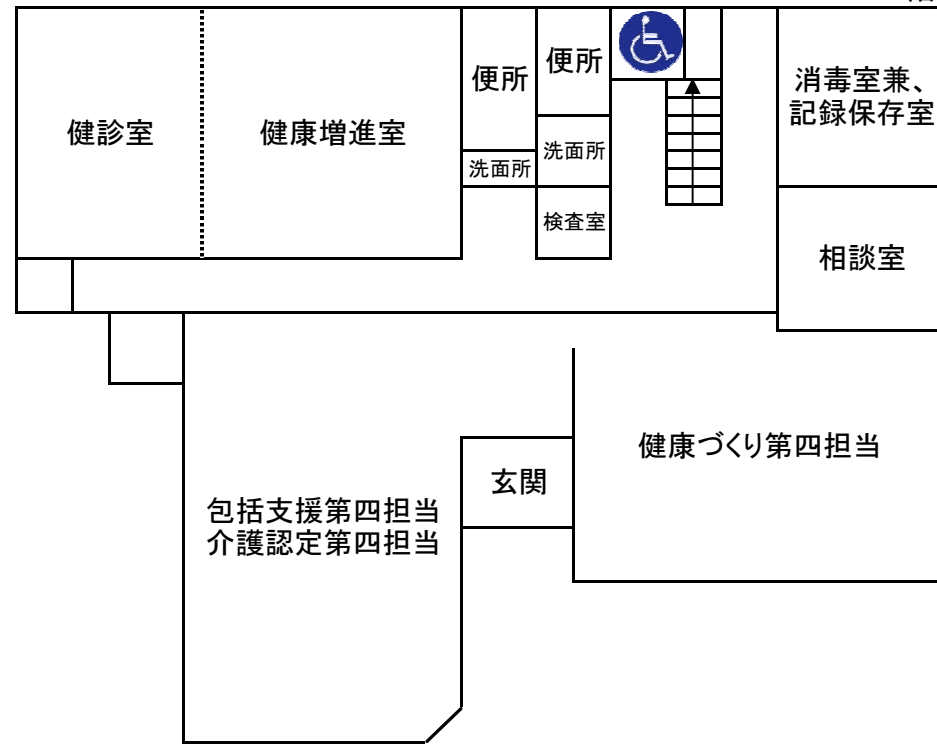 健診室
健康増進室
便所
洗面所
便所
洗面所
検査室
消毒室兼、
記録保存室
相談室
包括支援第四担当
介護認定第四担当
玄関
健康づくり第四担当